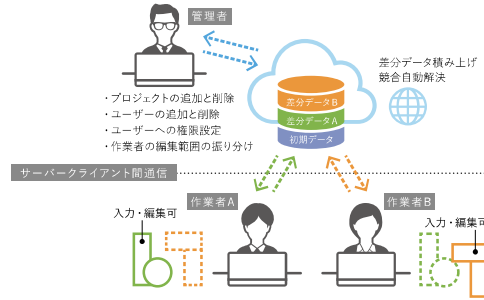 管理者
・プロジェクトの追加と削除
・ユーザーの追加と削除
・ユーザーへの権限設定
・作業者の編集範囲の振り分け
差分データ積み上げ
競合自動解決
差分データB
差分データA
初期データ
サーバークライアント間通信
作業者A
入力・編集可
作業者B
入力・編集可